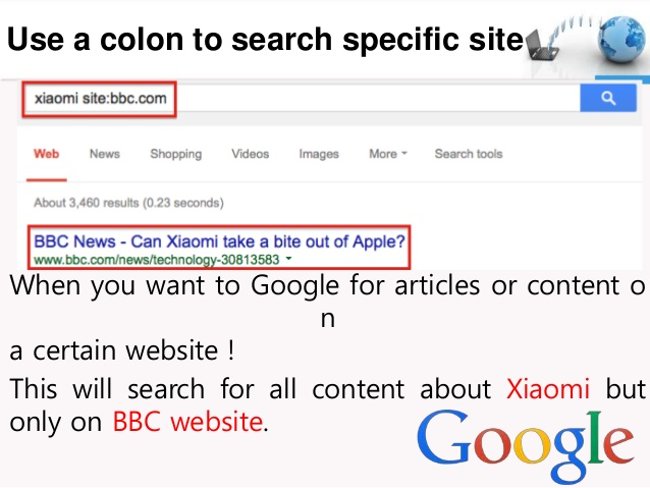 Use a colon to search specific site
xiaomi site:bbc.com
Web News Shopping Videos Images More Search tools
About 3,460 results (0.23 seconds)
BBC News - Can Xiaomi take a bite out of Apple?
www.bbc.com/news/technology-30813583
When you want to Google for articles or content o
n
a certain website !
This will search for all content about Xiaomi but
only on BBC website.
Google